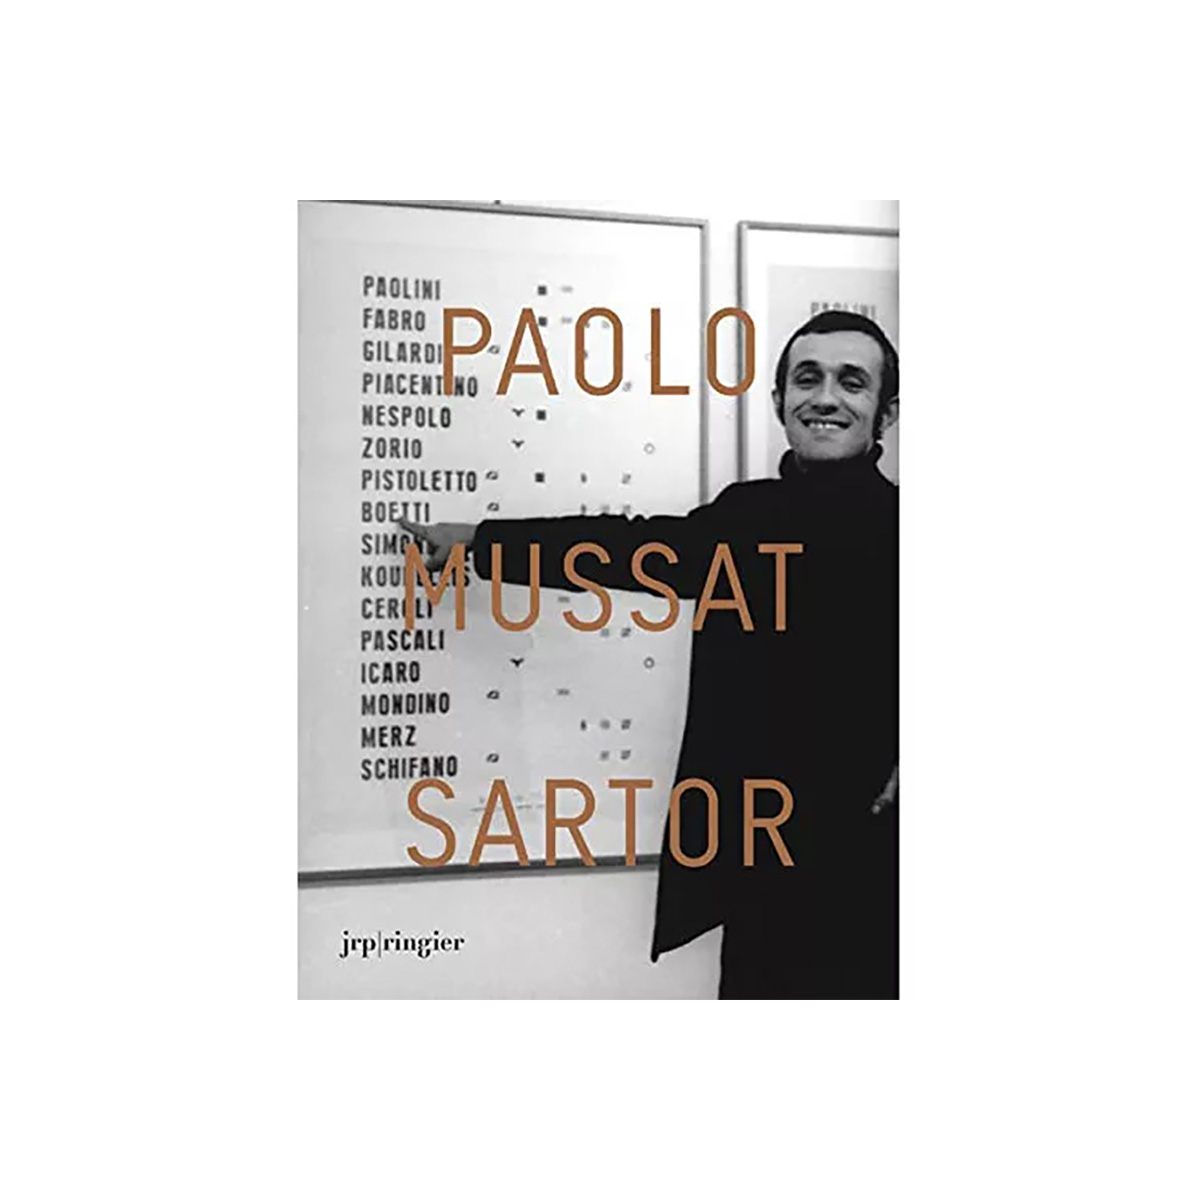 PAOLINI
FABRO
GILARDI
PIACENTINO
NESPOLO
ZORIO
PISTOLETTO
BOETTI
CEROLI
PASCALI
ICARO
MONDINO
MERZ
SCHIFANO
PAOLINI
PAOLO
MUSSAT
SARTOR
jrp|ringier